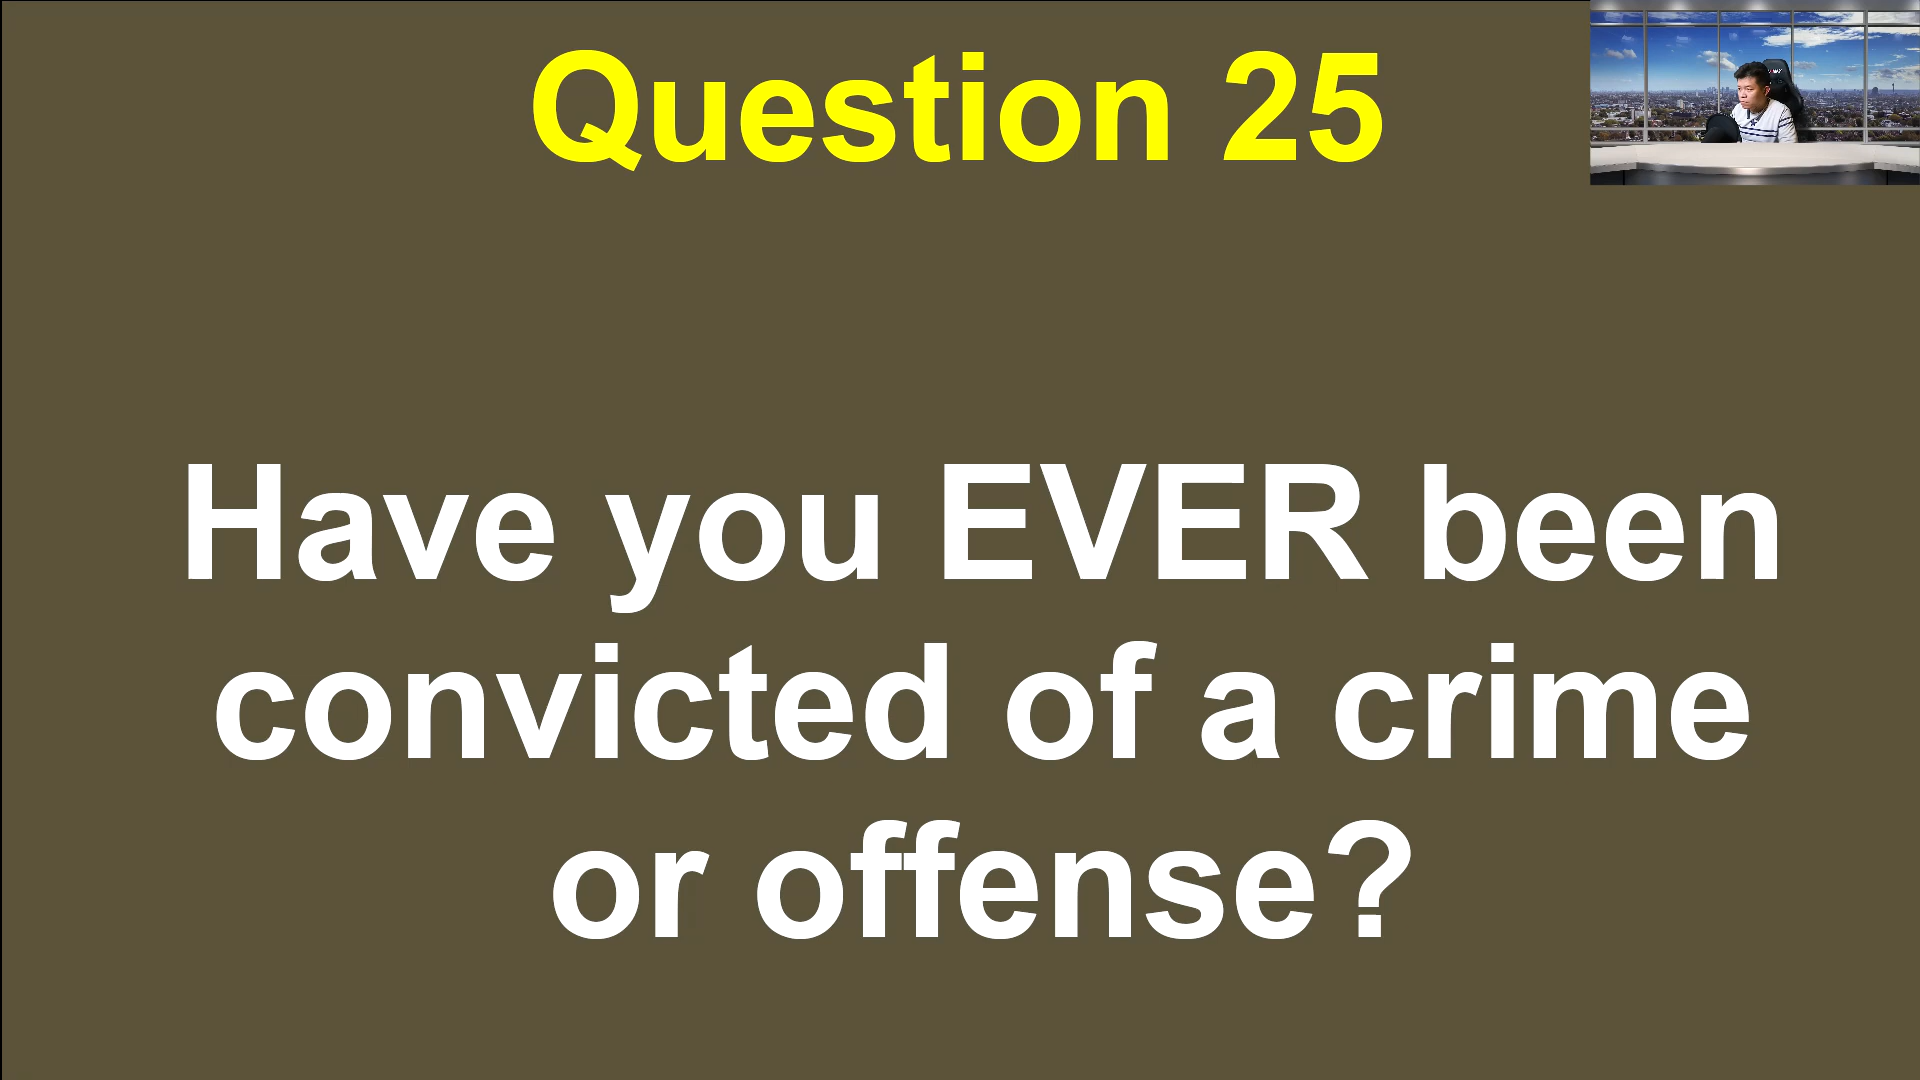 Question 25
Have you EVER been
convicted of a crime
or offense?